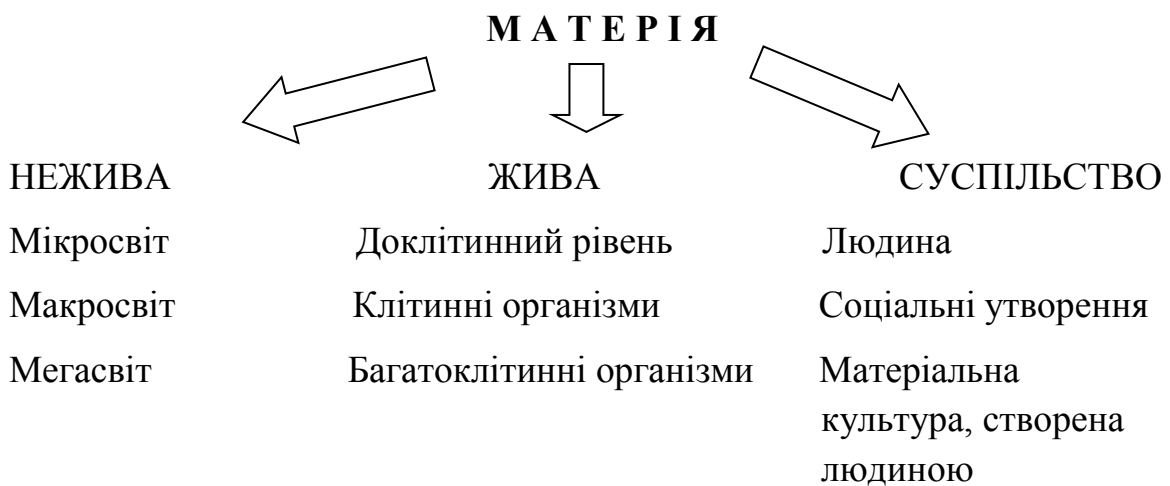 М А Т Е Р І Я
НЕЖИВА ЖИВА СУСПІЛЬСТВО
Мікросвіт Доклітинний рівень Людина
Макросвіт Клітинні організми Соціальні утворення
Мегасвіт Багатоклітинні організми Матеріальна
культура, створена
людиною